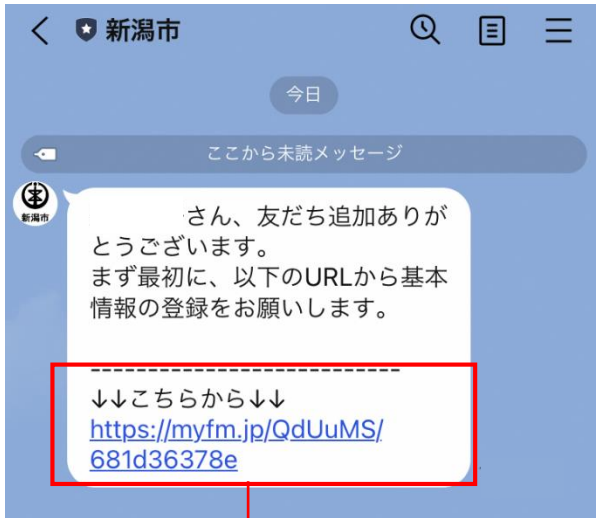 新潟市
今日
ここから未読メッセージ
新潟市
さん、友だち追加ありが
とうございます。
まず最初に、以下のURLから基本
情報の登録をお願いします。
---------------------------
↓↓こちらから↓↓
https://myfm.jp/QdUuMS/
681d36378e